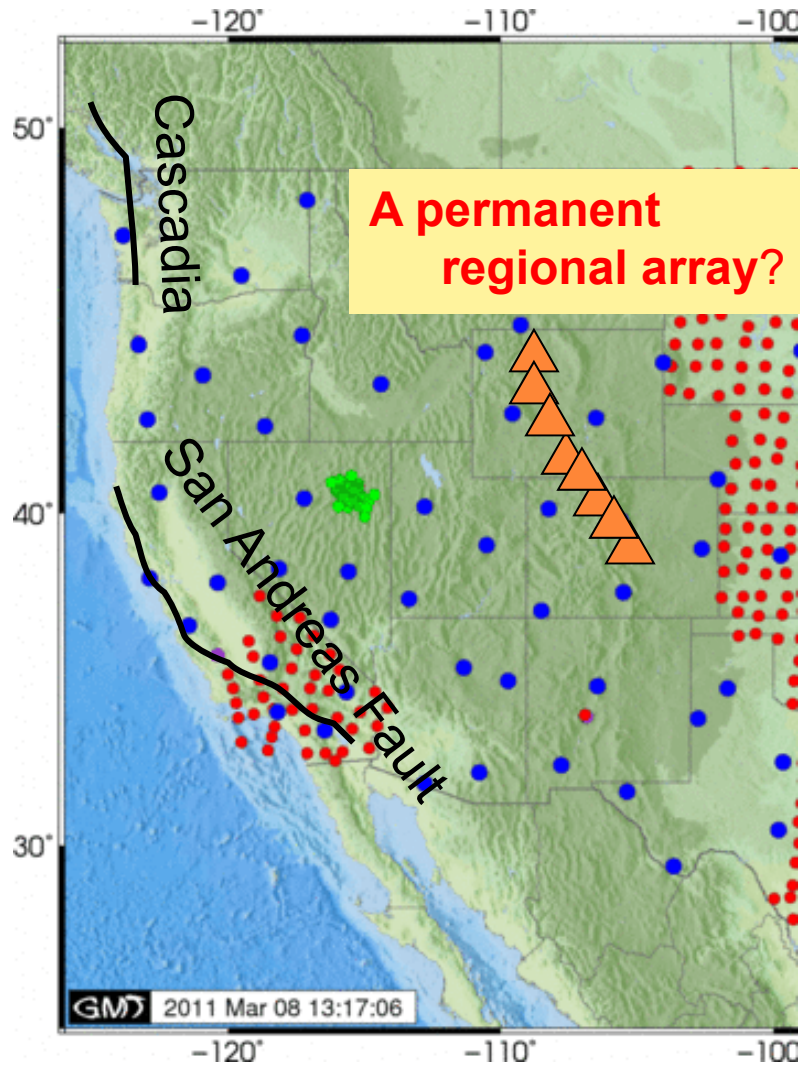 −120° −110° −100
50°
Cascadia
A permanent
regional array?
San Andreas Fault
40°
30°
GMD 2011 Mar 08 13:17:06
−120° −110° −100